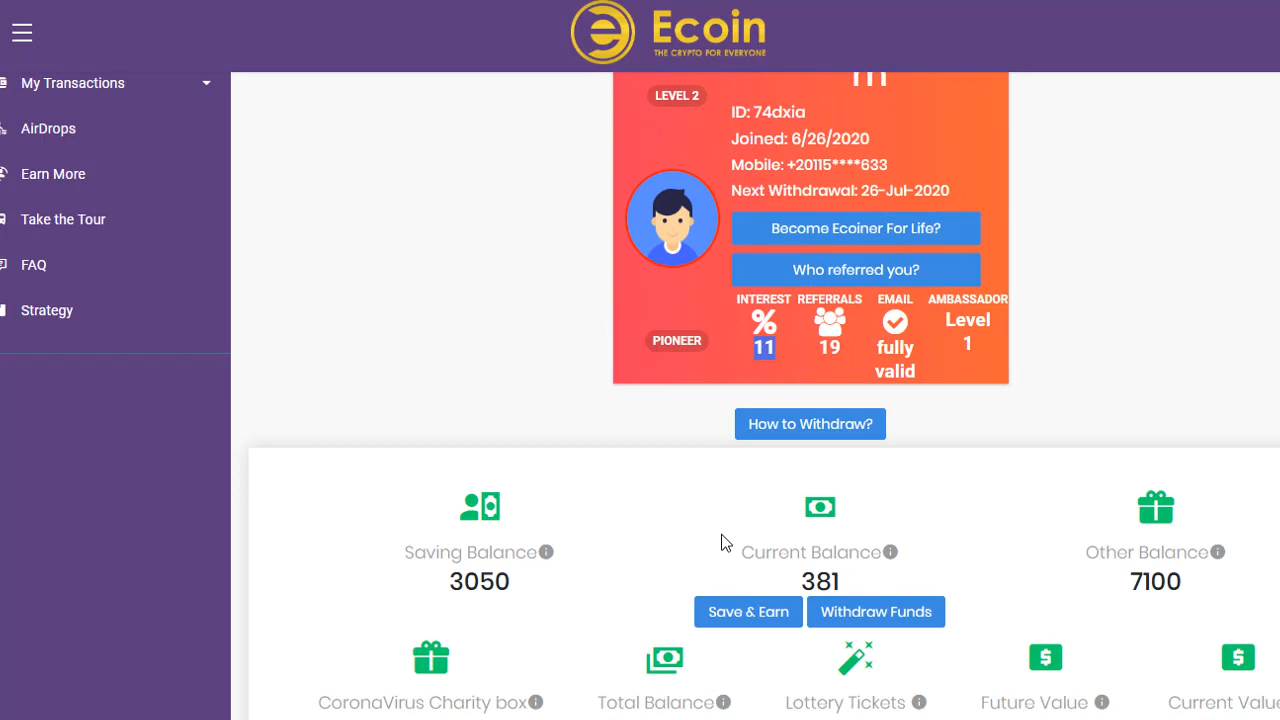 Ecoin
THE CRYPTO FOR EVERYONE
My Transactions
AirDrops
Earn More
Take the Tour
FAQ
Strategy
LEVEL 2
m
ID: 74dxia
Joined: 6/26/2020
Mobile: +20115****633
Next Withdrawal: 26-Jul-2020
Become Ecoiner For Life?
Who referred you?
INTEREST REFERRALS EMAIL AMBASSADOR
PIONEER
11
19
fully
valid
Level
1
How to Withdraw?
Saving Balance
3050
Current Balance
381
Other Balance
7100
Save & Earn
Withdraw Funds
CoronaVirus Charity box
Total Balance
Lottery Tickets
Future Value
Current Valu